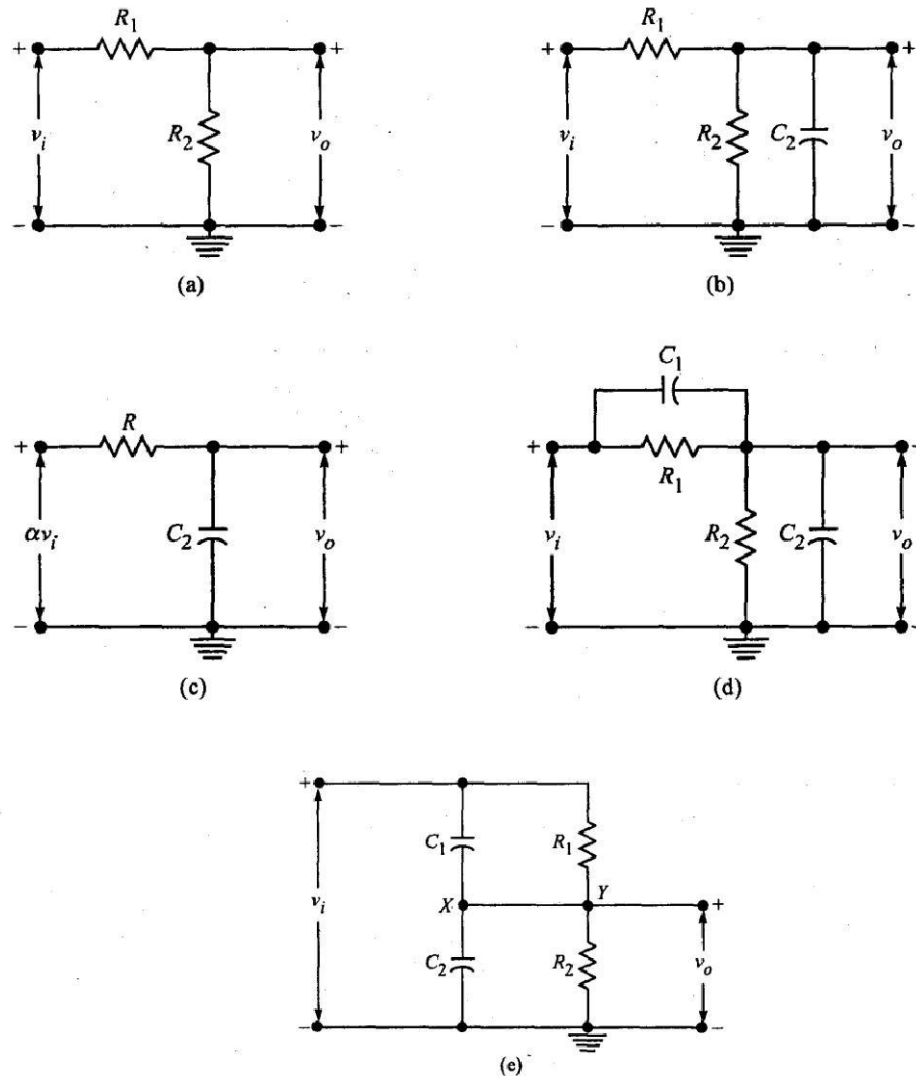 R1
+ +
vi R2 vo
− −
(a)
R1
+ +
vi R2 C2 vo
− −
(b)
R
+ +
αvi C2 vo
− −
(c)
C1
+ −
R1
vi R2 C2 vo
− −
(d)
+
C1 R1
vi X Y +
C2 R2 vo
− −
(e)